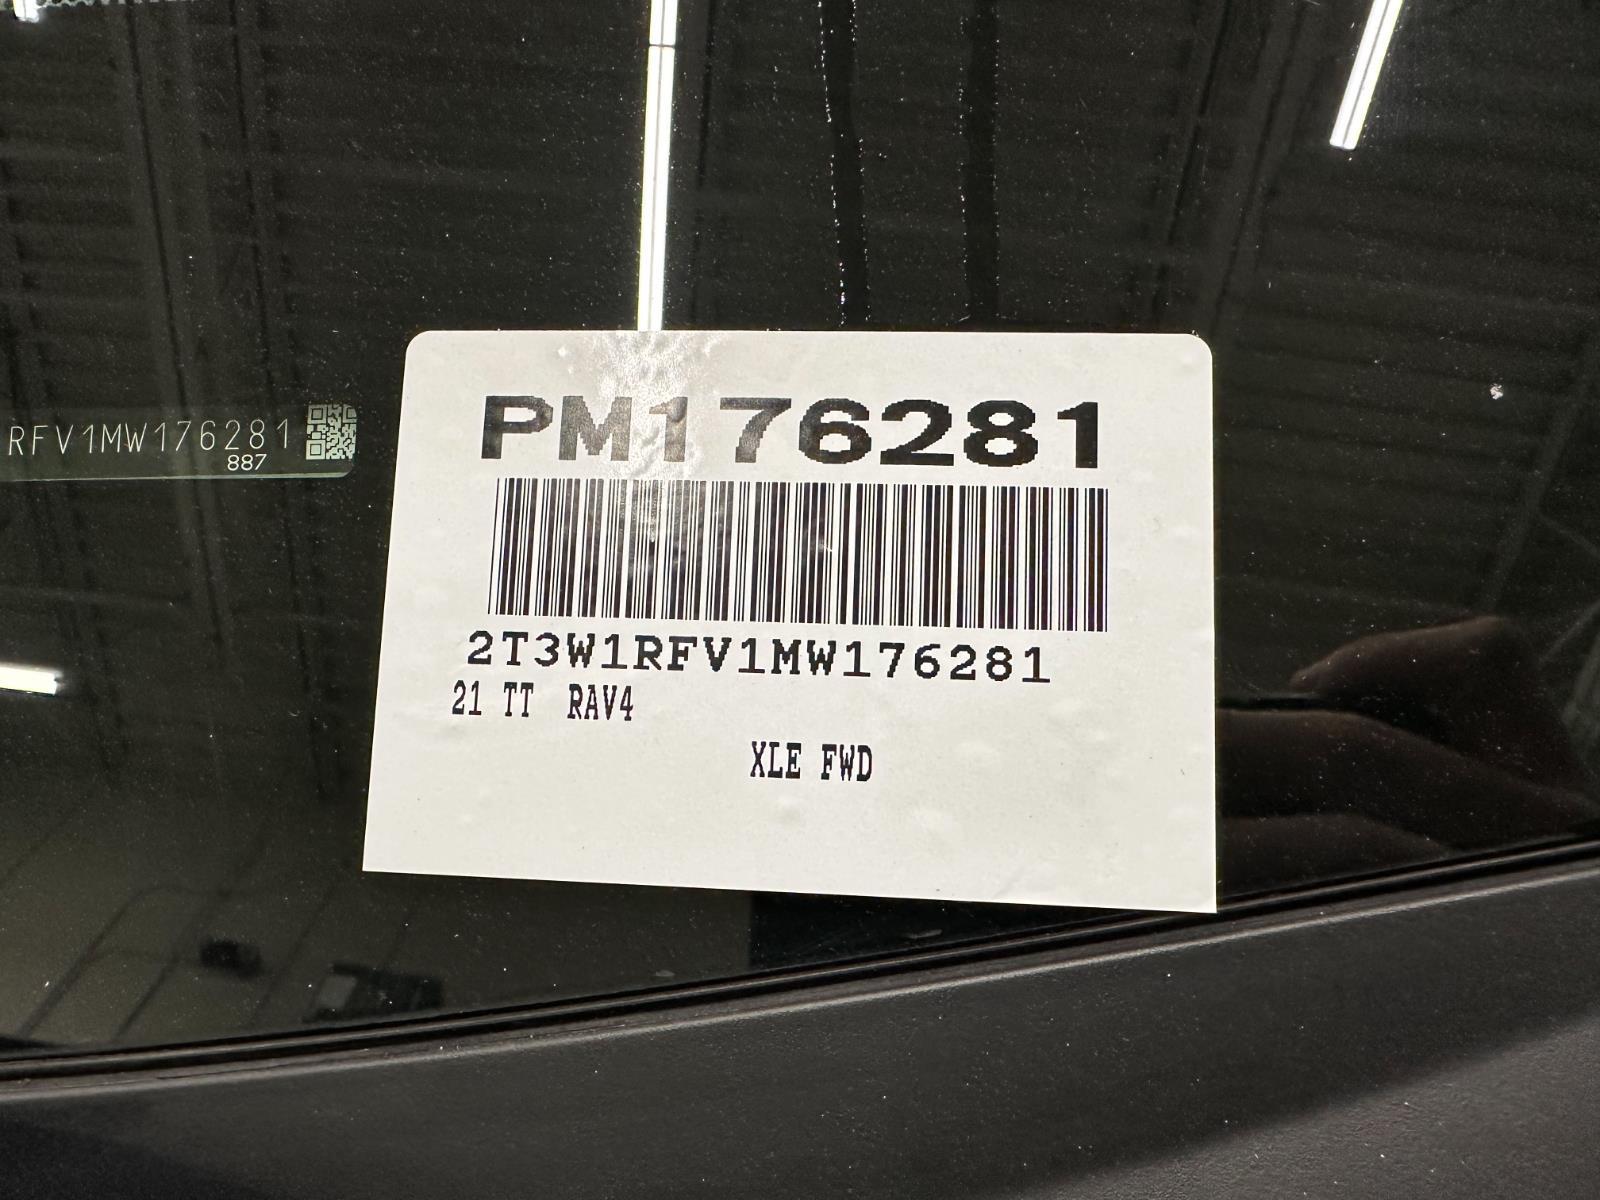 PM176281
RFV1MW176281
887
2T3W1RFV1MW176281
21 TT RAV4
XLE FWD